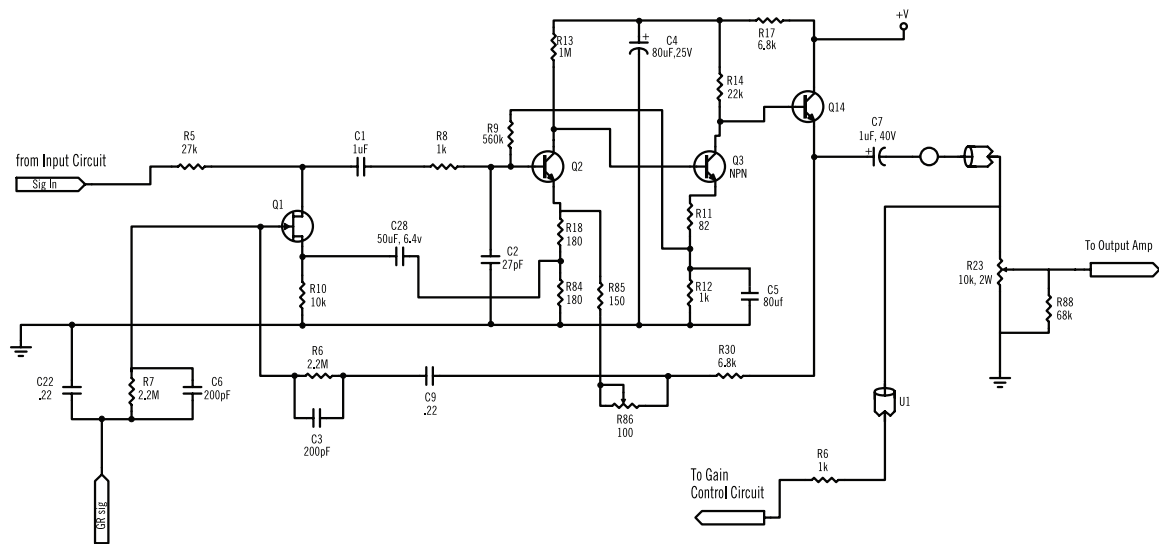 +V
R13
1M
C4
80uF,25V
R17
6.8k
R14
22k
Q14
C7
1uF, 40V
+
+
R5
27k
C1
1uF
R8
1k
R9
560k
Q2
Q3
NPN
from Input Circuit
Sig In
Q1
C28
50uF, 6.4v
C2
27pF
R18
180
R84
180
R85
150
R11
82
R12
1k
C5
80uf
R10
10k
To Output Amp
R23
10k, 2W
R88
68k
C22
.22
R7
2.2M
C6
200pF
R6
2.2M
C3
200pF
C9
.22
R30
6.8k
R86
100
U1
R6
1k
To Gain
Control Circuit
GR sig